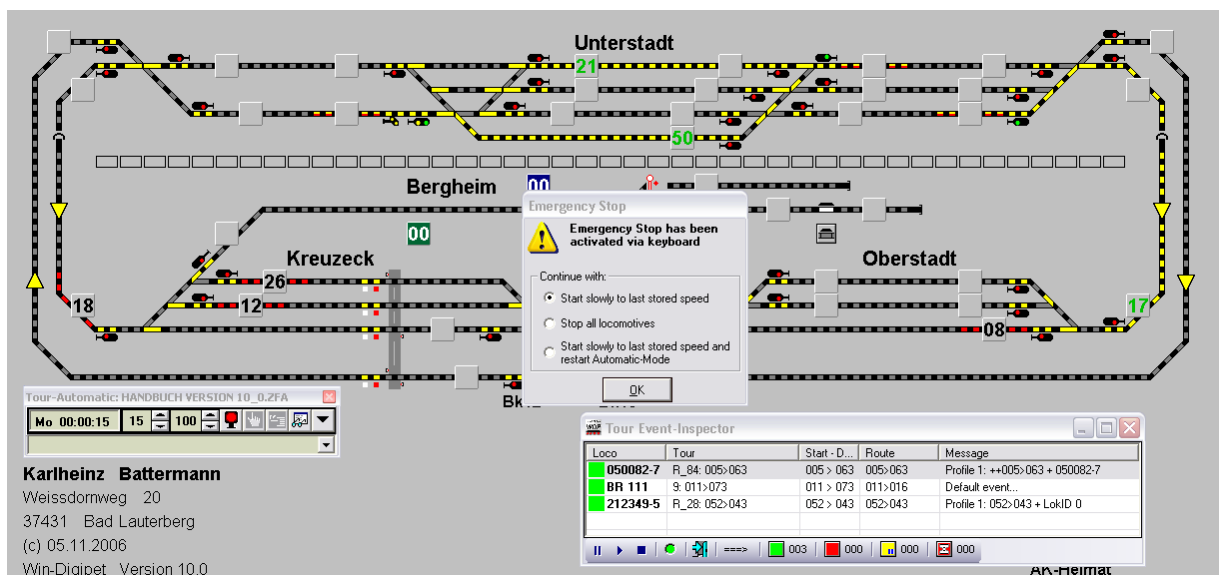 Unterstadt
21
50
Bergheim
00
00
Kreuzeck
Oberstadt
26
18
12
17
08
Emergency Stop
Emergency Stop has been
activated via keyboard
Continue with:
Start slowly to last stored speed
Stop all locomotives
Start slowly to last stored speed and
restart Automatic-Mode
OK
Tour-Automatic: HANDBUCH VERSION 10_0.2FA
Mo 00:00:15 15 100
Tour Event-Inspector
Loco Tour Start - D... Route Message
050082-7 R_84: 005>063 005 > 063 005>063 Profile 1: ++005>063 + 050082-7
BR 111 9: 011>073 011 > 073 011>016 Default event...
212349-5 R_28: 052>043 052 > 043 052>043 Profile 1: 052>043 + LokID 0
===> 003 000 000 000
Karlheinz Battermann
Weissdornweg 20
37431 Bad Lauterberg
(c) 05.11.2006
Win-Digipet Version 10.0
AK-Heimat